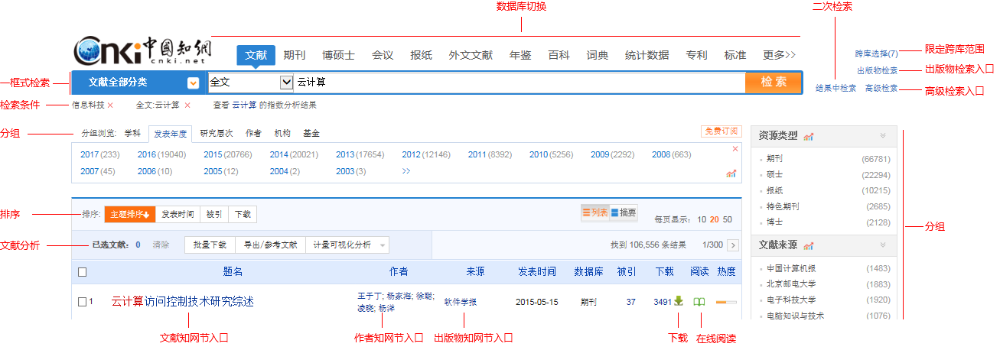 数据库切换
二次检索
Cnki中國知網
cnki.net
文献 期刊 博硕士 会议 报纸 外文文献 年鉴 百科 词典 统计数据 专利 标准 更多>>
跨库选择(7) 限定跨库范围
出版物检索 出版物检索入口
一框式检索 文献全部分类 全文 云计算 检索
结果中检索 高级检索 高级检索入口
检索条件 信息科技 × 全文:云计算 × 查看 云计算 的指数分析结果
分组 分组浏览: 学科 发表年度 研究层次 作者 机构 基金 免费订阅
2017 (233) 2016 (19040) 2015 (20766) 2014 (20021) 2013 (17654) 2012 (12146) 2011 (8392) 2010 (5256) 2009 (2292) 2008 (663) ×
2007 (45) 2006 (10) 2005 (12) 2004 (2) 2003 (3) >>
资源类型
期刊 (66781)
硕士 (22294)
报纸 (10215)
特色期刊 (2685)
博士 (2128)
分组
排序 排序: 主题排序 发表时间 被引 下载 列表 摘要 每页显示: 10 20 50
文献分析 已选文献: 0 清除 批量下载 导出/参考文献 计量可视化分析 找到 106,556 条结果 1/300 >
文献来源
中国计算机报 (1483)
北京邮电大学 (1883)
电子科技大学 (1920)
电脑知识与技术 (1076)
题名 作者 来源 发表时间 数据库 被引 下载 阅读 热度
1 云计算访问控制技术研究综述 王于丁; 杨家海; 徐聪; 软件学报 2015-05-15 期刊 37 3491
凌晓; 杨洋
文献知网节入口 作者知网节入口 出版物知网节入口 下载 在线阅读